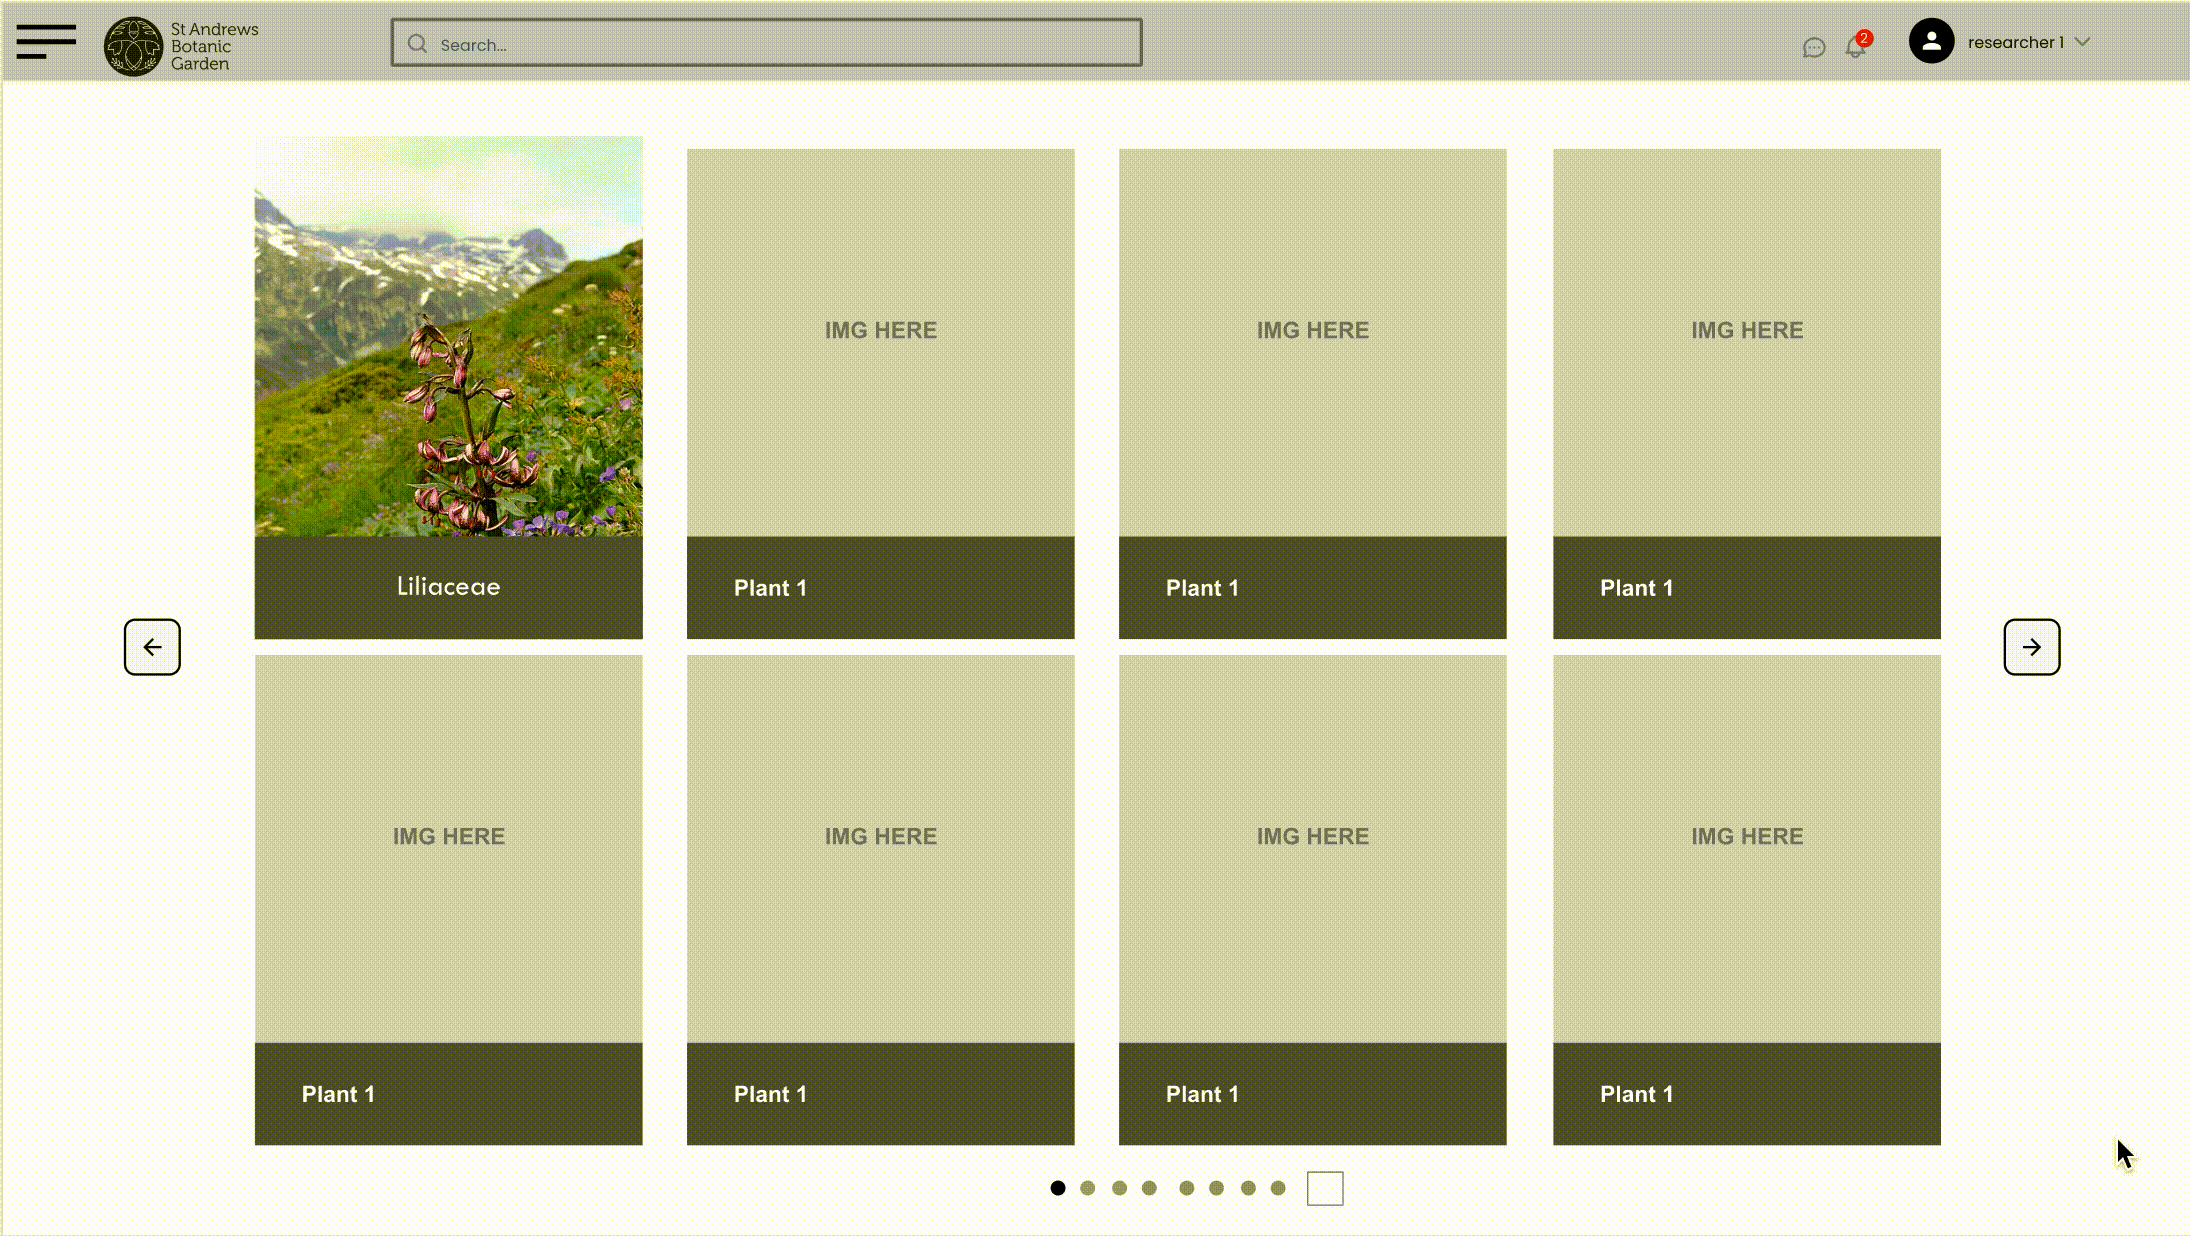 St Andrews
Botanic
Garden
Search...
2
researcher 1
IMG HERE
IMG HERE
IMG HERE
Liliaceae
Plant 1
Plant 1
Plant 1
IMG HERE
IMG HERE
IMG HERE
IMG HERE
Plant 1
Plant 1
Plant 1
Plant 1